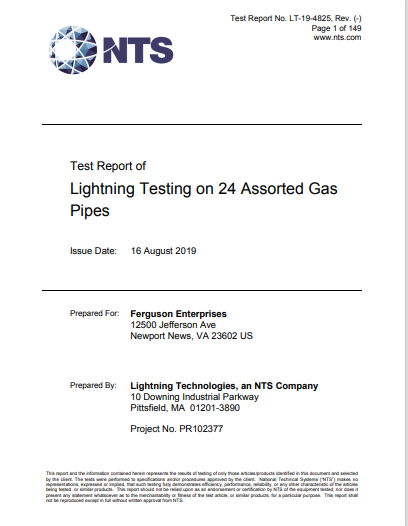 Test Report No. LT-19-4825, Rev. (-)
Page 1 of 149
www.nts.com
NTS
Test Report of
Lightning Testing on 24 Assorted Gas
Pipes
Issue Date: 16 August 2019
Prepared For: Ferguson Enterprises
12500 Jefferson Ave
Newport News, VA 23602 US
Prepared By: Lightning Technologies, an NTS Company
10 Downing Industrial Parkway
Pittsfield, MA 01201-3890
Project No. PR102377
This report and the information contained herein represents the results of testing of only those articles/products identified in this document and selected
by the client. The tests were performed to specifications and/or procedures approved by the client. National Technical Systems ("NTS") makes no
representations, expressed or implied, that such testing fully demonstrates efficiency, performance, reliability, or any other characteristic of the articles
being tested, or similar products. This report should not be relied upon as an endorsement or certification by NTS of the equipment tested, nor does it
present any statement whatsoever as to the merchantability or fitness of the test article, or similar products, for a particular purpose. This report shall
not be reproduced except in full without written approval from NTS.